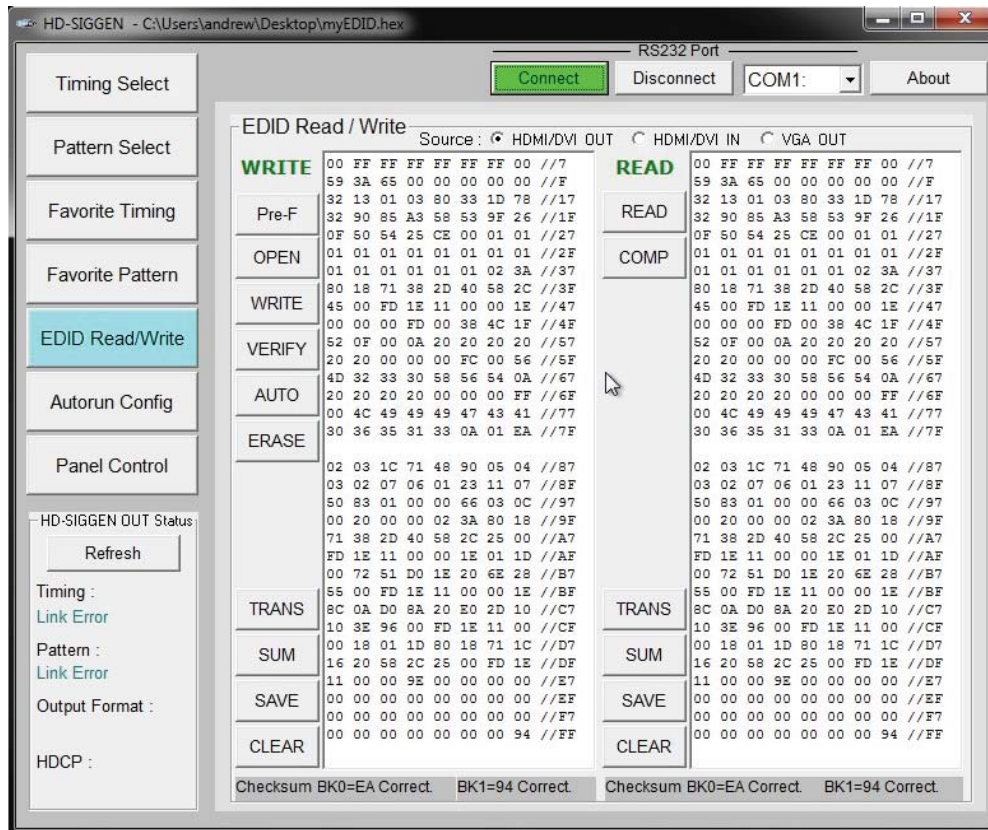 HD-SIGGEN - C:\Users\andrew\Desktop\myEDID.hex
RS232 Port
Connect Disconnect COM1: About
Timing Select
Pattern Select
Favorite Timing
Favorite Pattern
EDID Read/Write
Autorun Config
Panel Control
HD-SIGGEN OUT Status
Refresh
Timing :
Link Error
Pattern :
Link Error
Output Format :
HDCP :
EDID Read / Write
Source : HDMI/DVI OUT HDMI/DVI IN VGA OUT
WRITE
Pre-F
OPEN
WRITE
VERIFY
AUTO
ERASE
TRANS
SUM
SAVE
CLEAR
00 FF FF FF FF FF FF 00 //7
59 3A 65 00 00 00 00 00 //F
32 13 01 03 80 33 1D 78 //17
32 90 85 A3 58 53 9F 26 //1F
0F 50 54 25 CE 00 01 01 //27
01 01 01 01 01 01 01 01 //2F
01 01 01 01 01 01 02 3A //37
80 18 71 38 2D 40 58 2C //3F
45 00 FD 1E 11 00 00 1E //47
00 00 00 FD 00 38 4C 1F //4F
52 0F 00 0A 20 20 20 20 //57
20 20 00 00 00 FC 00 56 //5F
4D 32 33 30 58 56 54 0A //67
20 20 20 20 00 00 00 FF //6F
00 4C 49 49 49 47 43 41 //77
30 36 35 31 33 0A 01 EA //7F
02 03 1C 71 48 90 05 04 //87
03 02 07 06 01 23 11 07 //8F
50 83 01 00 00 66 03 0C //97
00 20 00 00 02 3A 80 18 //9F
71 38 2D 40 58 2C 25 00 //A7
FD 1E 11 00 00 1E 01 1D //AF
00 72 51 D0 1E 20 6E 28 //B7
55 00 FD 1E 11 00 00 1E //BF
8C 0A D0 8A 20 E0 2D 10 //C7
10 3E 96 00 FD 1E 11 00 //CF
00 18 01 1D 80 18 71 1C //D7
16 20 58 2C 25 00 FD 1E //DF
11 00 00 9E 00 00 00 00 //E7
00 00 00 00 00 00 00 00 //EF
00 00 00 00 00 00 00 00 //F7
00 00 00 00 00 00 00 94 //FF
Checksum BK0=EA Correct. BK1=94 Correct.
READ
READ
COMP
TRANS
SUM
SAVE
CLEAR
00 FF FF FF FF FF FF 00 //7
59 3A 65 00 00 00 00 00 //F
32 13 01 03 80 33 1D 78 //17
32 90 85 A3 58 53 9F 26 //1F
0F 50 54 25 CE 00 01 01 //27
01 01 01 01 01 01 01 01 //2F
01 01 01 01 01 01 02 3A //37
80 18 71 38 2D 40 58 2C //3F
45 00 FD 1E 11 00 00 1E //47
00 00 00 FD 00 38 4C 1F //4F
52 0F 00 0A 20 20 20 20 //57
20 20 00 00 00 FC 00 56 //5F
4D 32 33 30 58 56 54 0A //67
20 20 20 20 00 00 00 FF //6F
00 4C 49 49 49 47 43 41 //77
30 36 35 31 33 0A 01 EA //7F
02 03 1C 71 48 90 05 04 //87
03 02 07 06 01 23 11 07 //8F
50 83 01 00 00 66 03 0C //97
00 20 00 00 02 3A 80 18 //9F
71 38 2D 40 58 2C 25 00 //A7
FD 1E 11 00 00 1E 01 1D //AF
00 72 51 D0 1E 20 6E 28 //B7
55 00 FD 1E 11 00 00 1E //BF
8C 0A D0 8A 20 E0 2D 10 //C7
10 3E 96 00 FD 1E 11 00 //CF
00 18 01 1D 80 18 71 1C //D7
16 20 58 2C 25 00 FD 1E //DF
11 00 00 9E 00 00 00 00 //E7
00 00 00 00 00 00 00 00 //EF
00 00 00 00 00 00 00 00 //F7
00 00 00 00 00 00 00 94 //FF
Checksum BK0=EA Correct. BK1=94 Correct.